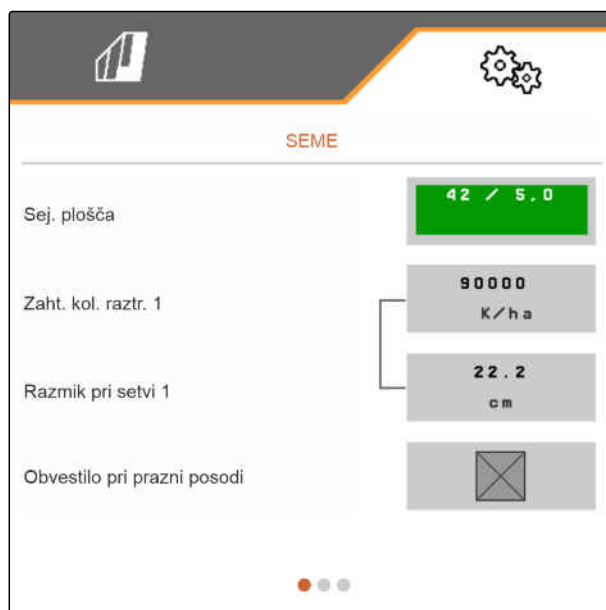 SEME
Sej. plošča
42 / 5,0
Zaht. kol. raztr. 1
90000
K/ha
Razmik pri setvi 1
22.2
cm
Obvestilo pri prazni posodi